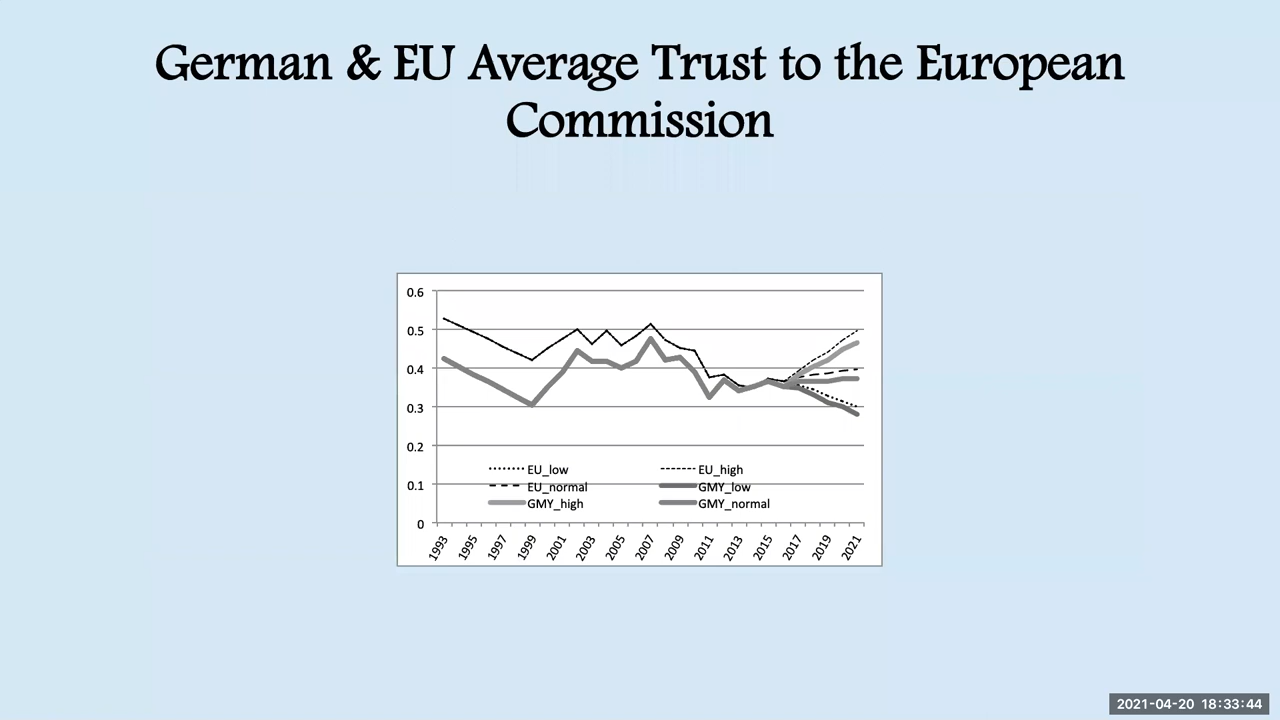 German & EU Average Trust to the European
Commission
0.6
0.5
0.4
0.3
0.2
0.1
0
EU_low
EU_high
EU_normal
GMY_low
GMY_high
GMY_normal
1993
1995
1997
1999
2001
2003
2005
2007
2009
2011
2013
2015
2017
2019
2021
2021-04-20 18:33:44